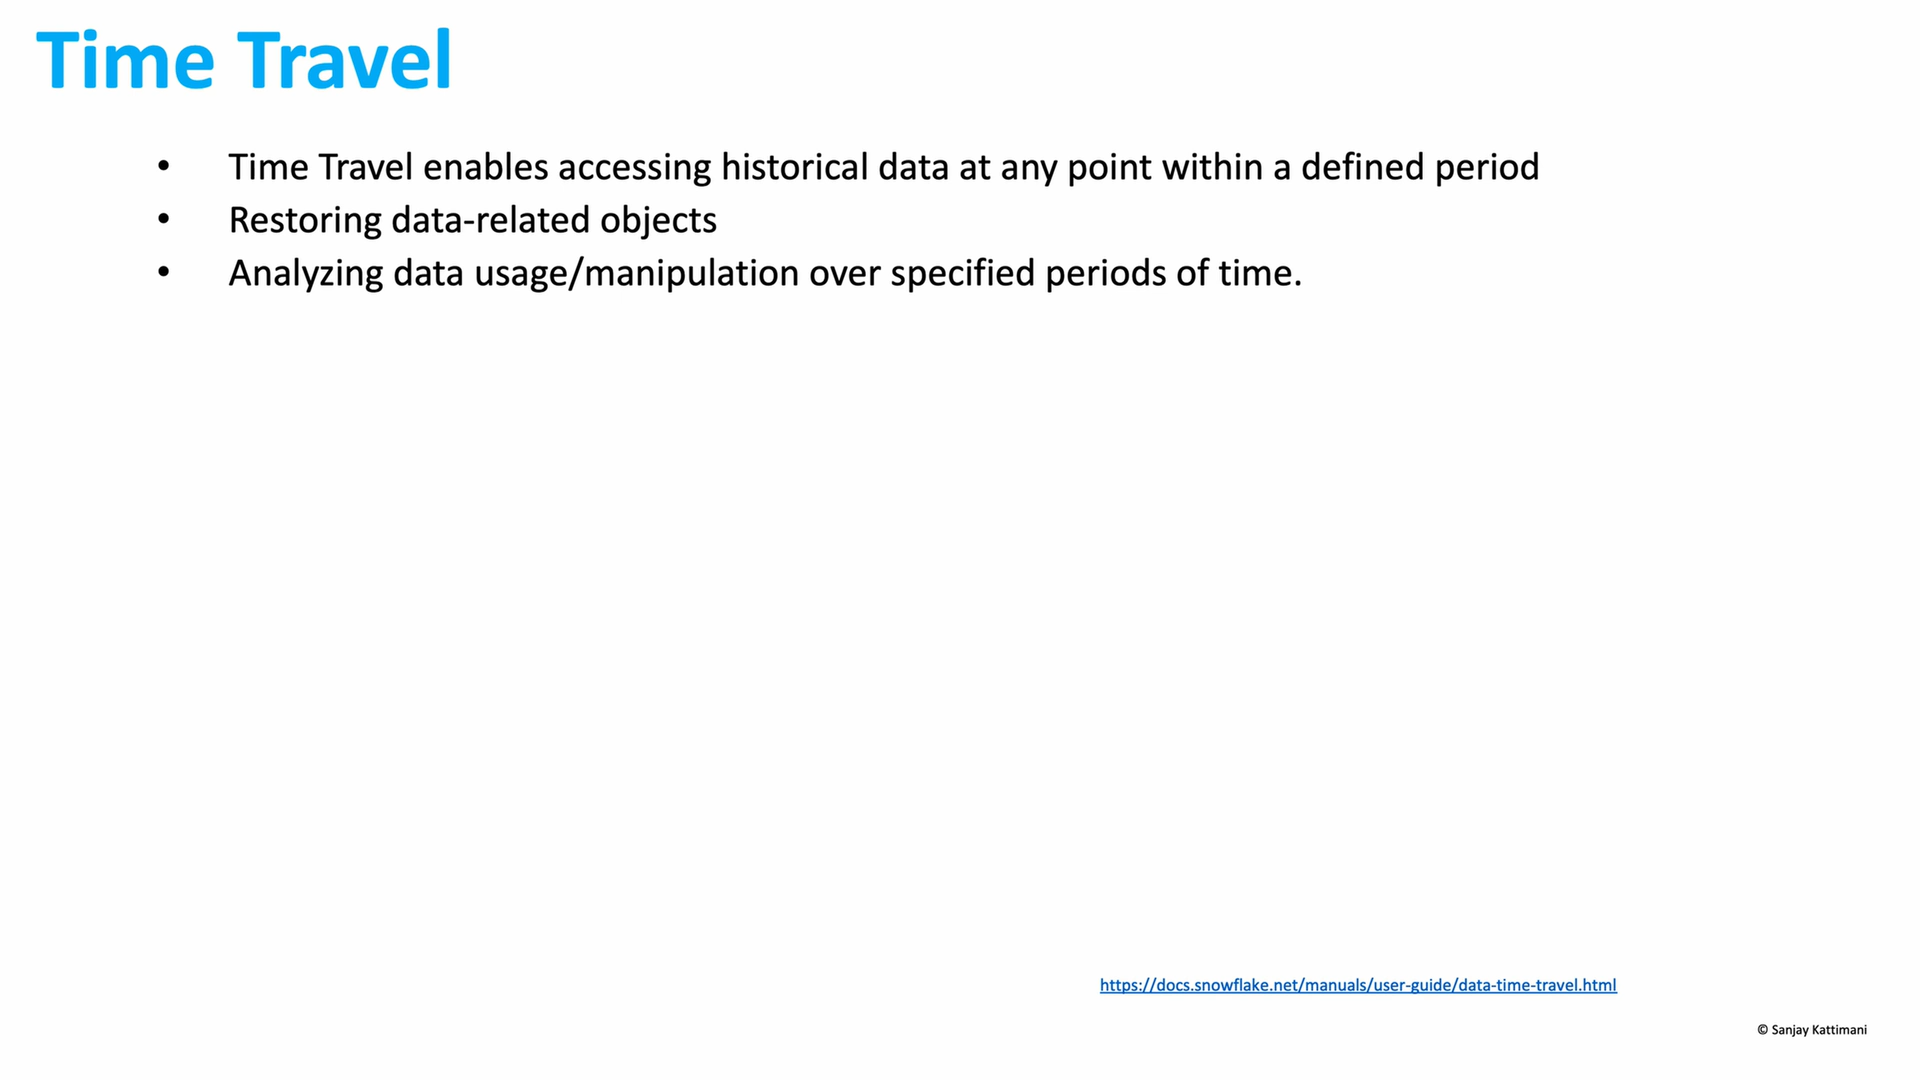 Time Travel
• Time Travel enables accessing historical data at any point within a defined period
• Restoring data-related objects
• Analyzing data usage/manipulation over specified periods of time.
https://docs.snowflake.net/manuals/user-guide/data-time-travel.html
© Sanjay Kattimani